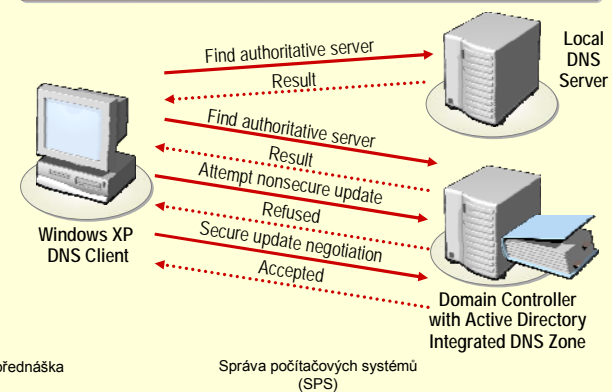 Find authoritative server
Result
Local
DNS
Server
Find authoritative server
Result
Attempt nonsecure update
Refused
Secure update negotiation
Accepted
Windows XP
DNS Client
Domain Controller
with Active Directory
Integrated DNS Zone
řednáška
Správa počítačových systémů
(SPS)